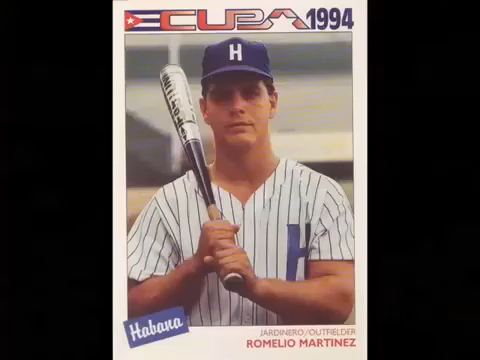 CUBA 1994
H
H
Habana
JARDINERO/OUTFIELDER
ROMELIO MARTINEZ